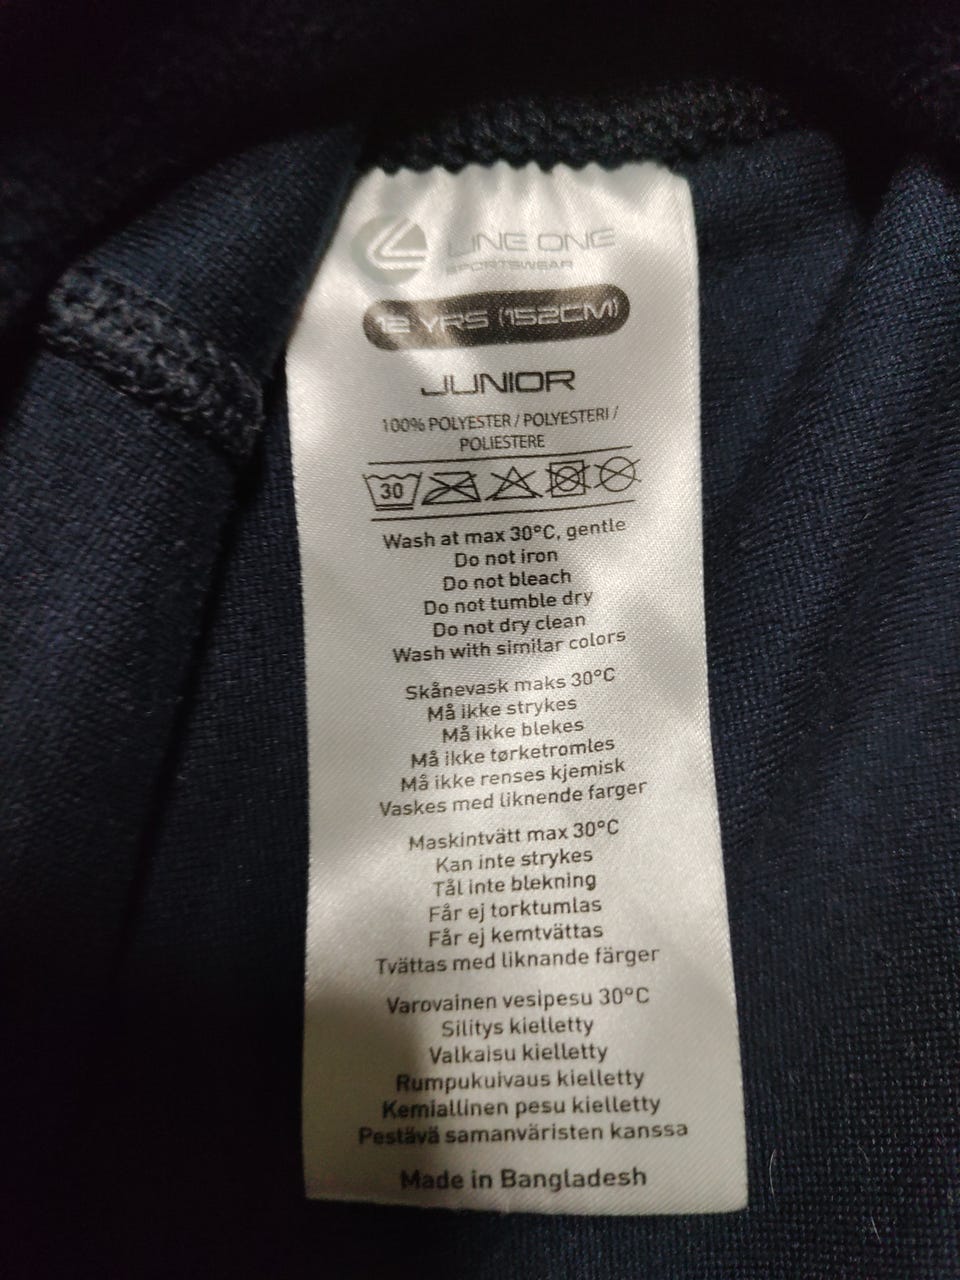 LINE ONE
SPORTSWEAR
12 YRS (152CM)
JUNIOR
100% POLYESTER / POLYESTERI /
POLIESTERE
30
Wash at max 30°C, gentle
Do not iron
Do not bleach
Do not tumble dry
Do not dry clean
Wash with similar colors
Skånevask maks 30°C
Må ikke strykes
Må ikke blekes
Må ikke tørketromles
Må ikke renses kjemisk
Vaskes med liknende farger
Maskintvätt max 30°C
Kan inte strykes
Tål inte blekning
Får ej torktumlas
Får ej kemtvättas
Tvättas med liknande färger
Varovainen vesipesu 30°C
Silitys kielletty
Valkaisu kielletty
Rumpukuivaus kielletty
Kemiallinen pesu kielletty
Pestävä samanväristen kanssa
Made in Bangladesh